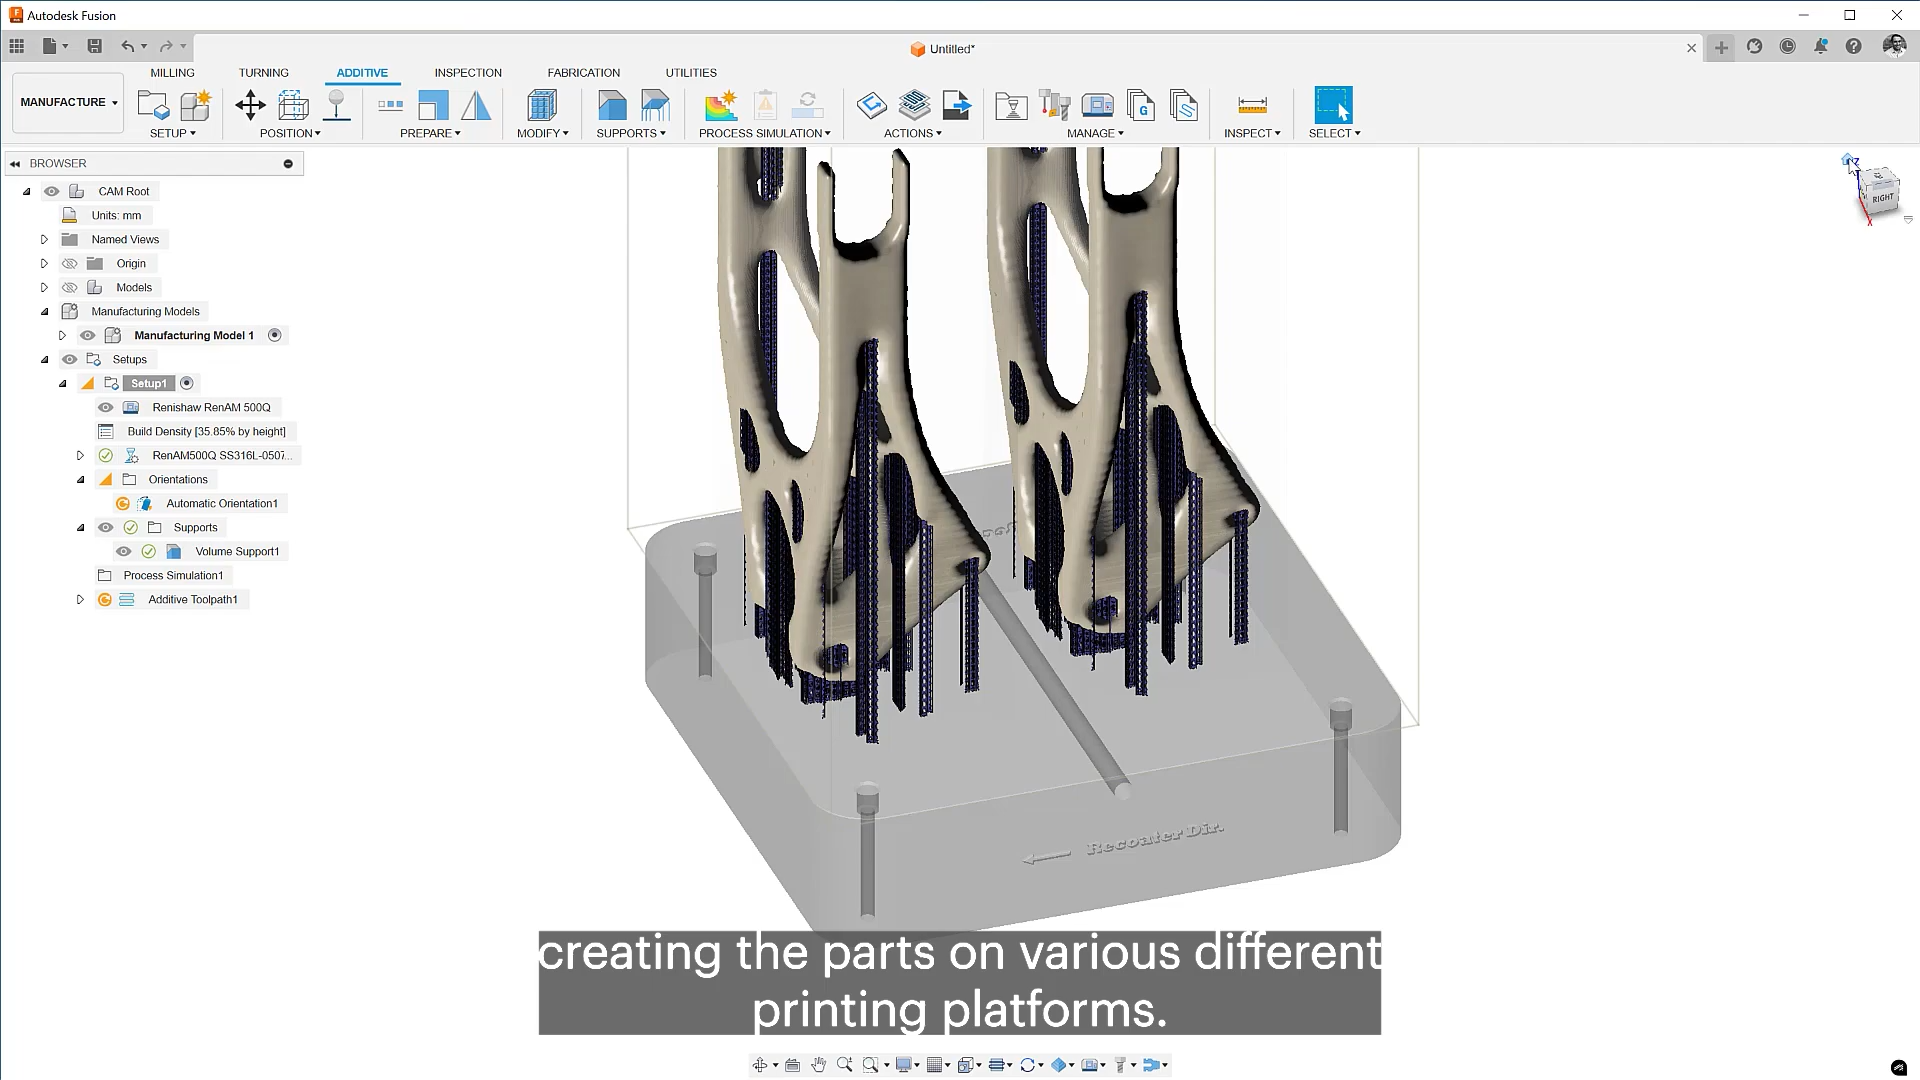 Autodesk Fusion
Untitled*
MANUFACTURE
MILLING
TURNING
ADDITIVE
INSPECTION
FABRICATION
UTILITIES
SETUP
POSITION
PREPARE
MODIFY
SUPPORTS
PROCESS SIMULATION
ACTIONS
MANAGE
INSPECT
SELECT
BROWSER
CAM Root
Units: mm
Named Views
Origin
Models
Manufacturing Models
Manufacturing Model 1
Setups
Setup1
Renishaw RenAM 500Q
Build Density [35.85% by height]
RenAM500Q SS316L-0507...
Orientations
Automatic Orientation1
Supports
Volume Support1
Process Simulation1
Additive Toolpath1
Z
RIGHT
X
Recoater Dir.
creating the parts on various different
printing platforms.